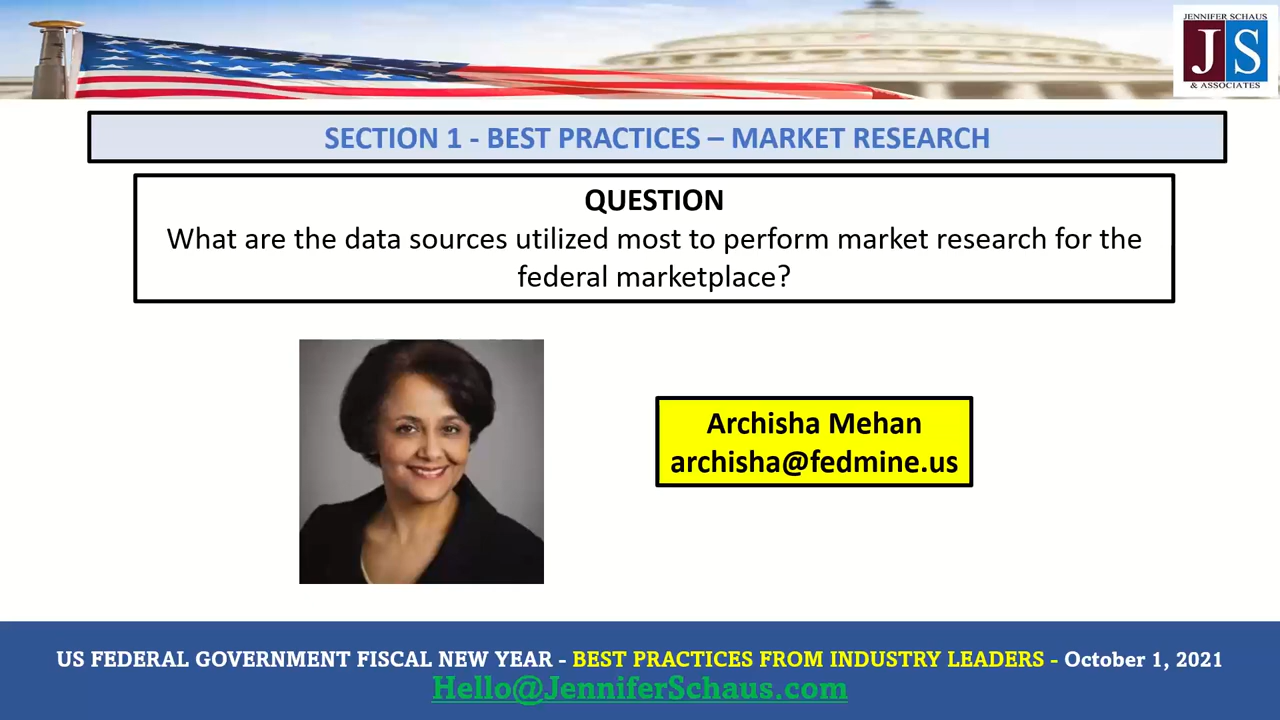 JENNIFER SCHAUS
JS
& ASSOCIATES
SECTION 1 - BEST PRACTICES – MARKET RESEARCH
QUESTION
What are the data sources utilized most to perform market research for the
federal marketplace?
Archisha Mehan
archisha@fedmine.us
US FEDERAL GOVERNMENT FISCAL NEW YEAR - BEST PRACTICES FROM INDUSTRY LEADERS - October 1, 2021
Hello@JenniferSchaus.com